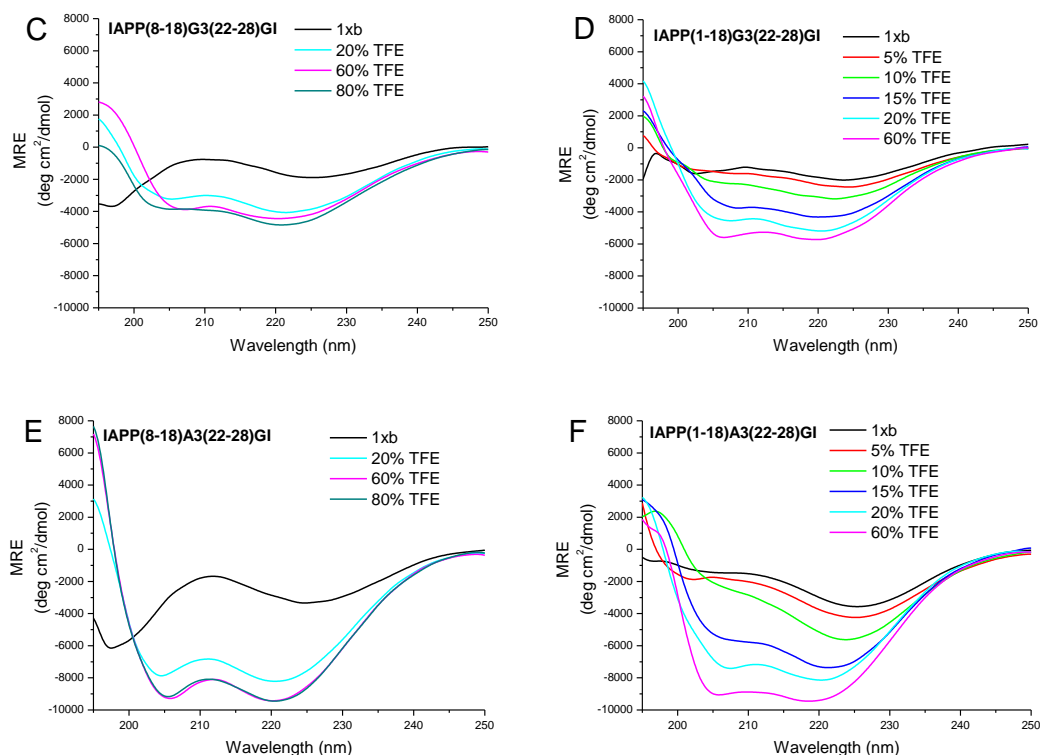 C
IAPP(8-18)G3(22-28)GI
1xb
20% TFE
60% TFE
80% TFE
8000
6000
4000
2000
0
-2000
-4000
-6000
-8000
-10000
MRE
(deg cm²/dmol)
200
210
220
230
240
250
Wavelength (nm)
D
IAPP(1-18)G3(22-28)GI
1xb
5% TFE
10% TFE
15% TFE
20% TFE
60% TFE
8000
6000
4000
2000
0
-2000
-4000
-6000
-8000
-10000
MRE
(deg cm²/dmol)
200
210
220
230
240
250
Wavelength (nm)
E
IAPP(8-18)A3(22-28)GI
1xb
20% TFE
60% TFE
80% TFE
8000
6000
4000
2000
0
-2000
-4000
-6000
-8000
-10000
MRE
(deg cm²/dmol)
200
210
220
230
240
250
Wavelength (nm)
F
IAPP(1-18)A3(22-28)GI
1xb
5% TFE
10% TFE
15% TFE
20% TFE
60% TFE
8000
6000
4000
2000
0
-2000
-4000
-6000
-8000
-10000
MRE
(deg cm²/dmol)
200
210
220
230
240
250
Wavelength (nm)